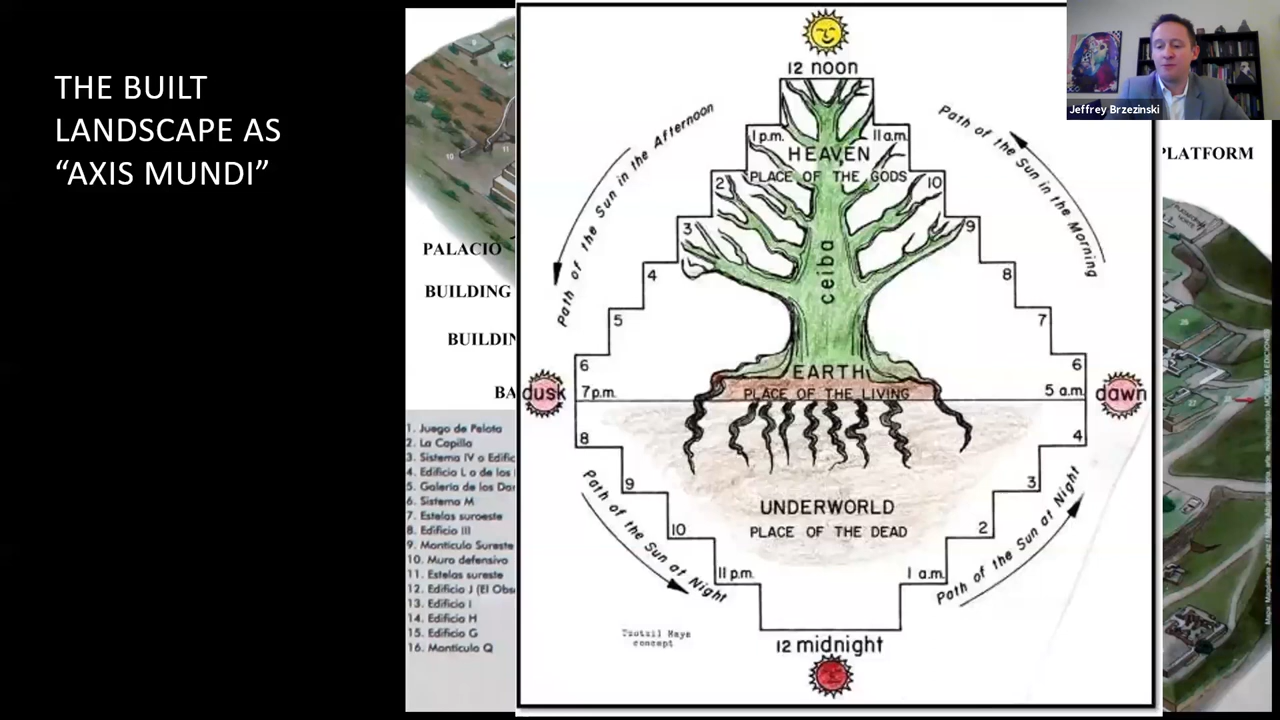 THE BUILT
LANDSCAPE AS
“AXIS MUNDI”
Jeffrey Brzezinski
12 noon
1 p.m.
11 a.m.
HEAVEN
PLACE OF THE GODS
2
10
3
9
4
8
5
7
6
6
ceiba
EARTH
PLACE OF THE LIVING
dusk
7 p.m.
5 a.m.
dawn
8
4
9
3
10
2
11 p.m.
1 a.m.
UNDERWORLD
PLACE OF THE DEAD
12 midnight
Path of the Sun in the Afternoon
Path of the Sun in the Morning
Path of the Sun at Night
Path of the Sun at Night
Tzotzil Maya
concept
PALACIO
BUILDING
PLATFORM
1. Juego de Pelota
2. La Capilla
3. Sistema IV o Edific
4. Edificio L o de los
5. Galería de los Dan
6. Sistema M
7. Estelas suroeste
8. Edificio III
9. Montículo Sureste
10. Muro defensivo
11. Estelas sureste
12. Edificio J (El Obs
13. Edificio I
14. Edificio H
15. Edificio G
16. Montículo Q